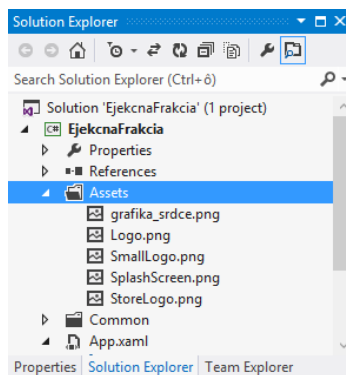 Solution Explorer
Search Solution Explorer (Ctrl+ô)
Solution 'EjekcnaFrakcia' (1 project)
C# EjekcnaFrakcia
Properties
References
Assets
grafika_srdce.png
Logo.png
SmallLogo.png
SplashScreen.png
StoreLogo.png
Common
App.xaml
Properties Solution Explorer Team Explorer